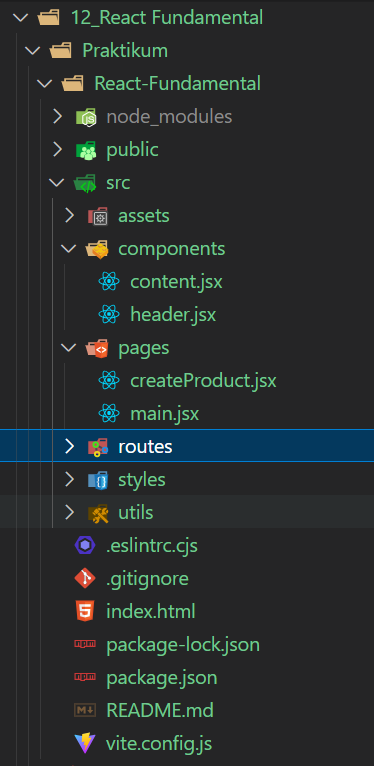 12_React Fundamental
Praktikum
React-Fundamental
node_modules
public
src
assets
components
content.jsx
header.jsx
pages
createProduct.jsx
main.jsx
routes
styles
utils
.eslintrc.cjs
.gitignore
index.html
package-lock.json
package.json
README.md
vite.config.js